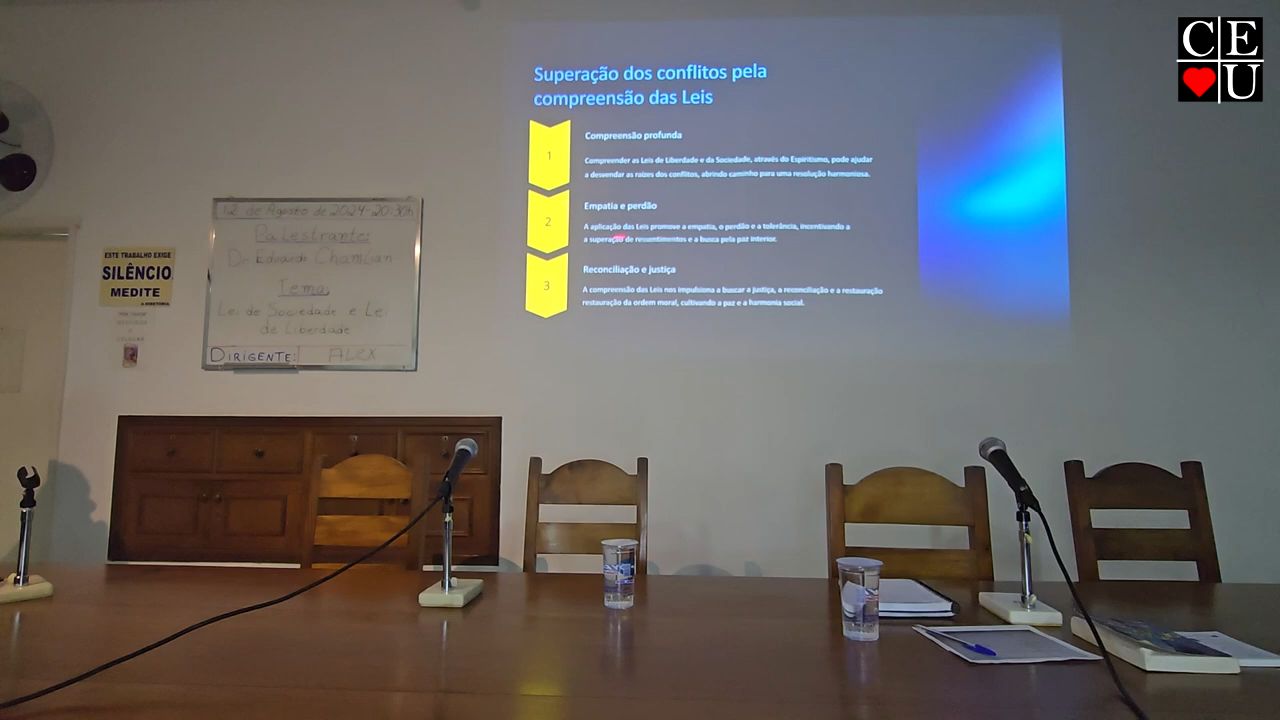 CE
U
Superação dos conflitos pela
compreensão das Leis
1
Compreensão profunda
Compreender as Leis de Liberdade e da Sociedade, através do Espiritismo, pode ajudar
a desvendar as raízes dos conflitos, abrindo caminho para uma resolução harmoniosa.
2
Empatia e perdão
A aplicação das Leis promove a empatia, o perdão e a tolerância, incentivando a
a superação de ressentimentos e a busca pela paz interior.
3
Reconciliação e justiça
A compreensão das Leis nos impulsiona a buscar a justiça, a reconciliação e a restauração
restauração da ordem moral, cultivando a paz e a harmonia social.
12 de Agosto de 2024-20:30h
Palestrante:
Dr Eduardo
Tema:
Lei de Sociedade e Lei
de Liberdade
DIRIGENTE: ALEX
ESTE TRABALHO EXIGE
SILÊNCIO
MEDITE
A DIRETORIA